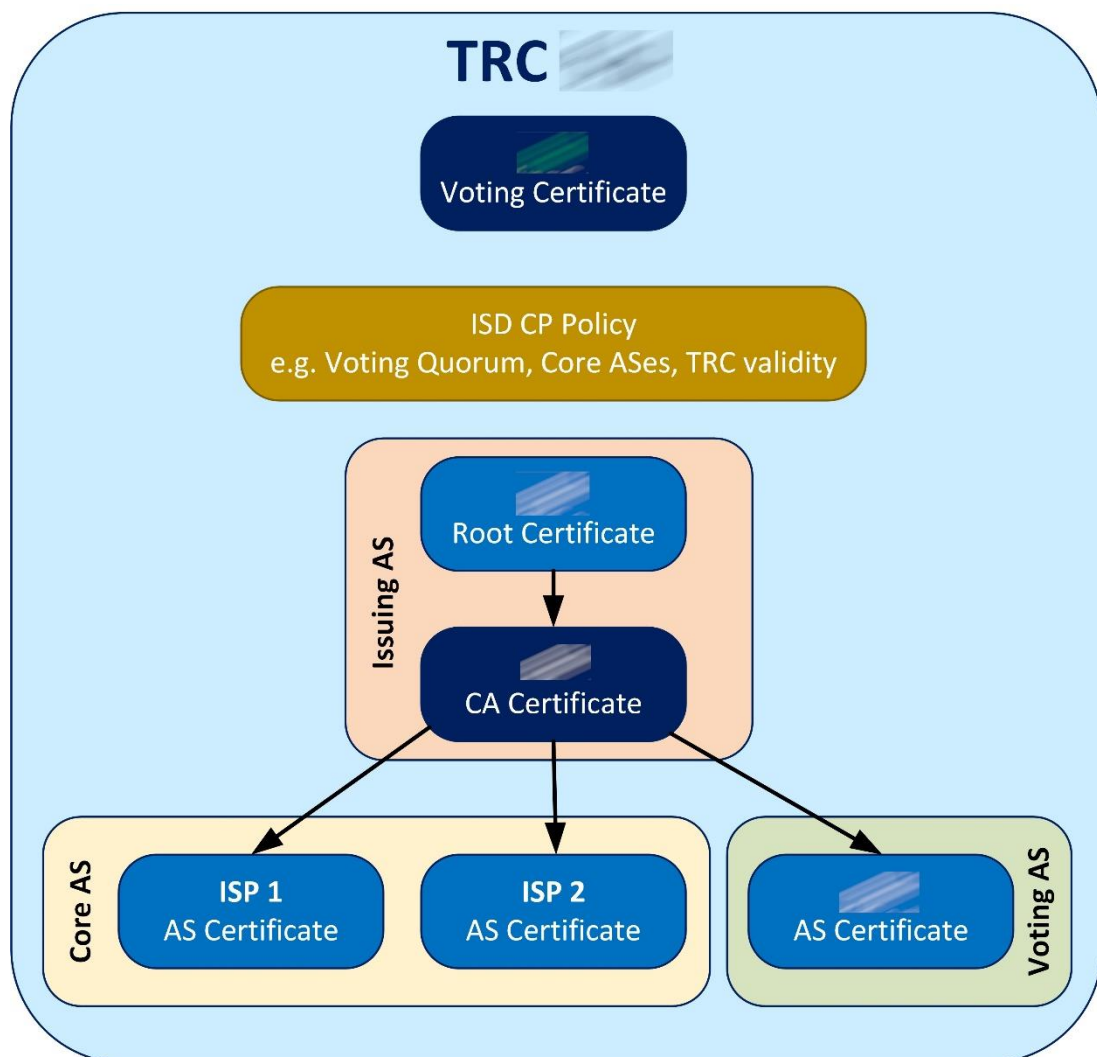 TRC
Voting Certificate
ISD CP Policy
e.g. Voting Quorum, Core ASes, TRC validity
Issuing AS
Root Certificate
CA Certificate
Core AS
ISP 1
AS Certificate
ISP 2
AS Certificate
AS Certificate
Voting AS